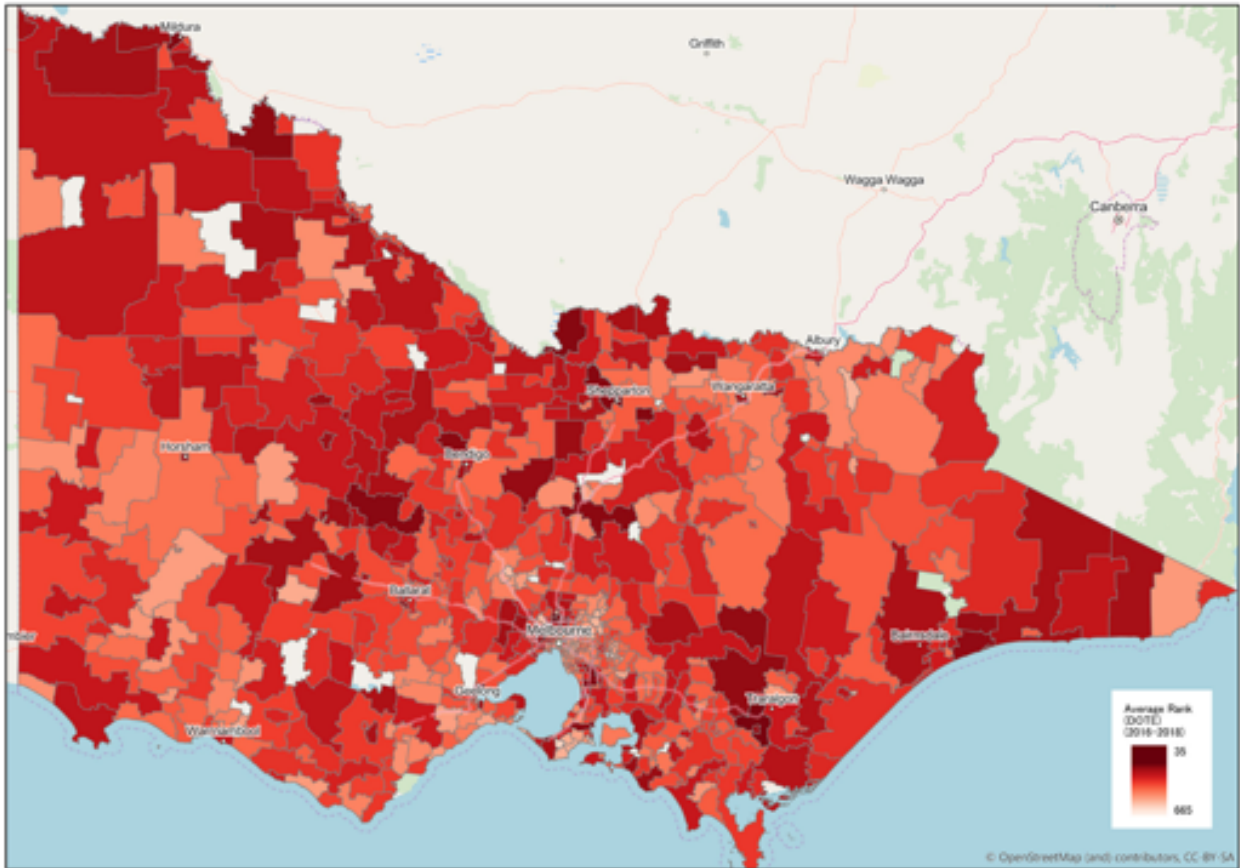 Mildura
Griffith
Wagga Wagga
Canberra
Albury
Shepparton
Wangaratta
Horsham
Bendigo
Ballarat
Melbourne
Bairnsdale
mbier
Geelong
Traralgon
Warrnambool
Average Rank
(DOTE)
(2016-2018)
35
665
© OpenStreetMap (and) contributors, CC-BY-SA